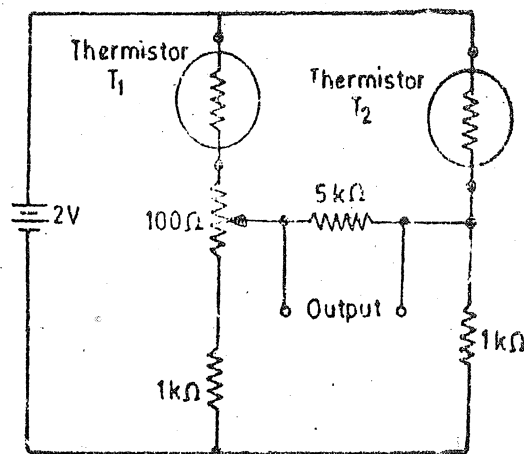 Thermistor
T1
Thermistor
T2
5kΩ
2V
100Ω
Output
1kΩ
1kΩ